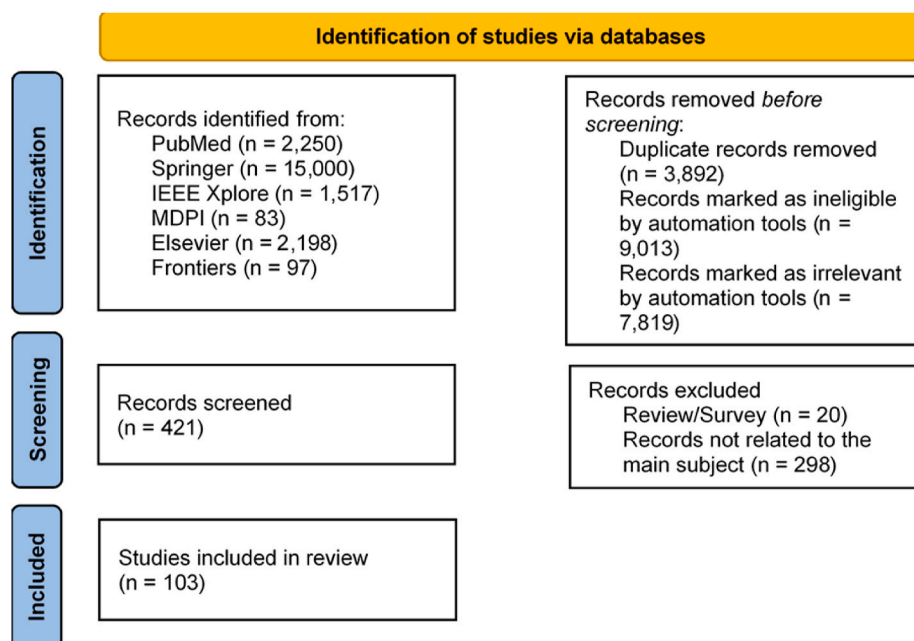 Identification of studies via databases
Identification
Records identified from:
PubMed (n = 2,250)
Springer (n = 15,000)
IEEE Xplore (n = 1,517)
MDPI (n = 83)
Elsevier (n = 2,198)
Frontiers (n = 97)
Records removed before
screening:
Duplicate records removed
(n = 3,892)
Records marked as ineligible
by automation tools (n =
9,013)
Records marked as irrelevant
by automation tools (n =
7,819)
Screening
Records screened
(n = 421)
Records excluded
Review/Survey (n = 20)
Records not related to the
main subject (n = 298)
Included
Studies included in review
(n = 103)